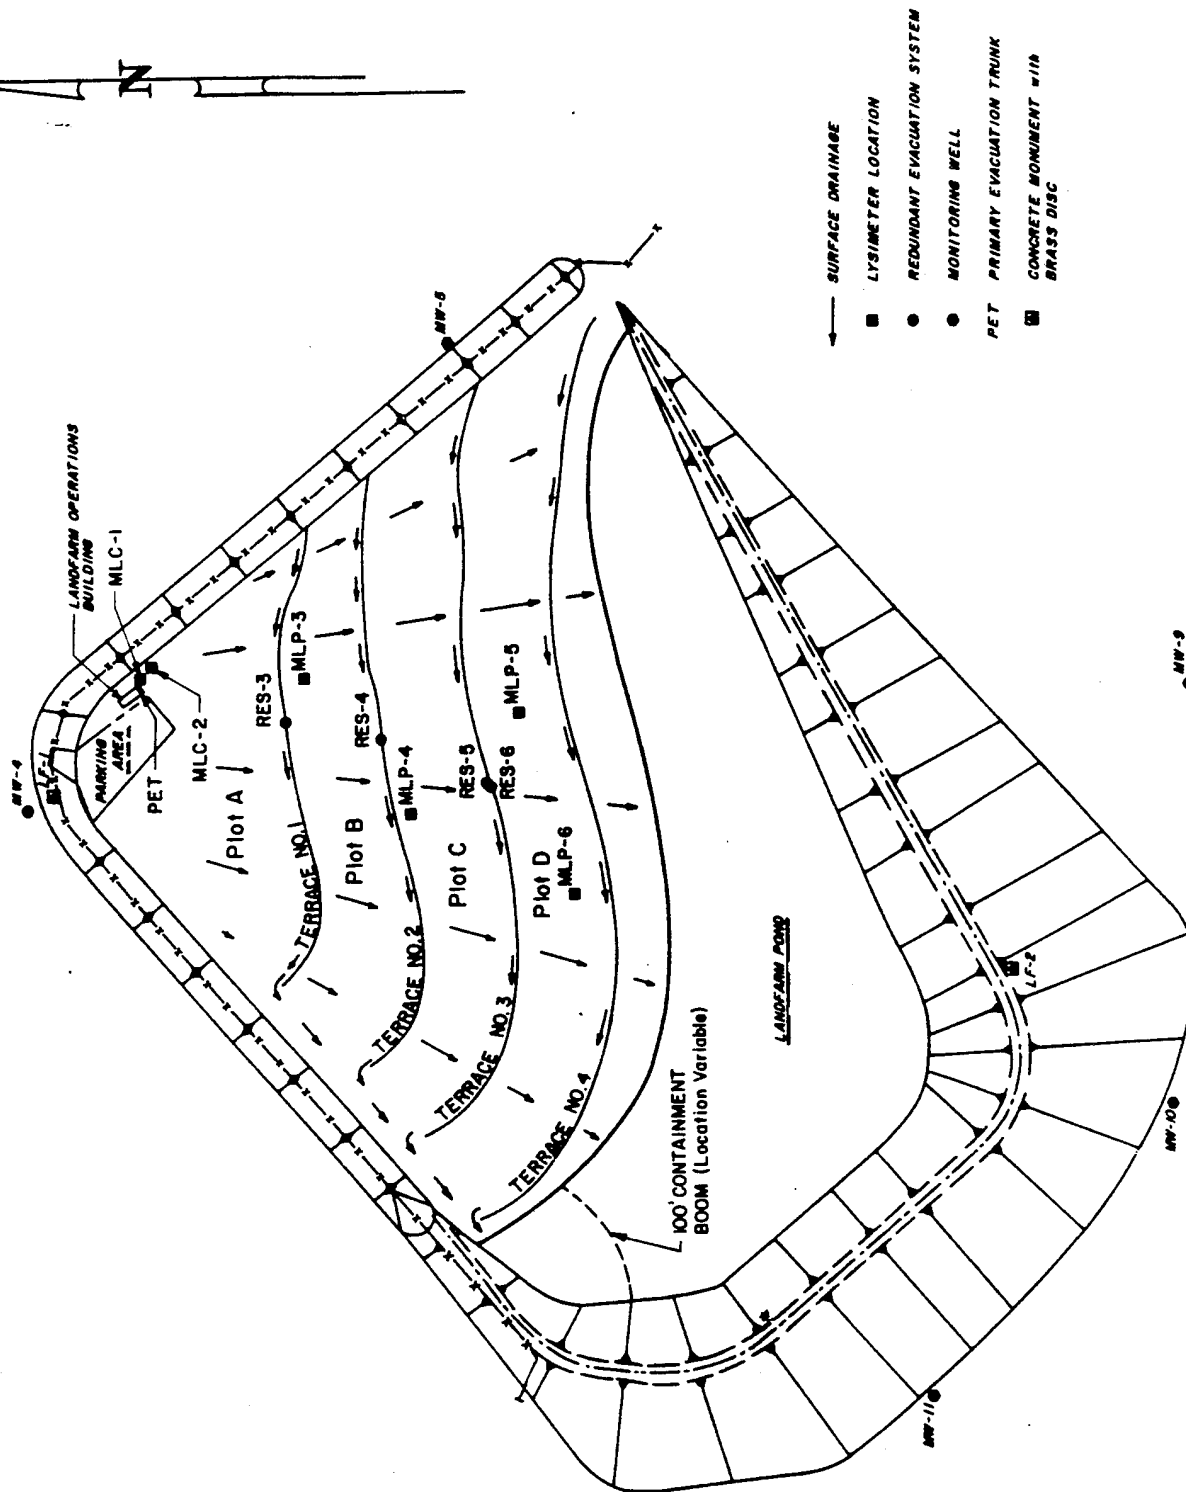 N
SURFACE DRAINAGE
LYSIMETER LOCATION
REDUNDANT EVACUATION SYSTEM
MONITORING WELL
PET PRIMARY EVACUATION TRUNK
CONCRETE MONUMENT with
BRASS DISC
LANDFARM OPERATIONS
BUILDING
MLC-1
MW-4
LF-1
PARKING
AREA
PET
MLC-2
Plot A
RES-3
MLP-3
TERRACE NO.1
Plot B
RES-4
MLP-4
TERRACE NO.2
Plot C
RES-5
RES-6
MLP-5
TERRACE NO.3
Plot D
MLP-6
TERRACE NO.4
100' CONTAINMENT
BOOM (Location Variable)
LANDFARM POND
LF-2
MW-9
MW-10
MW-11